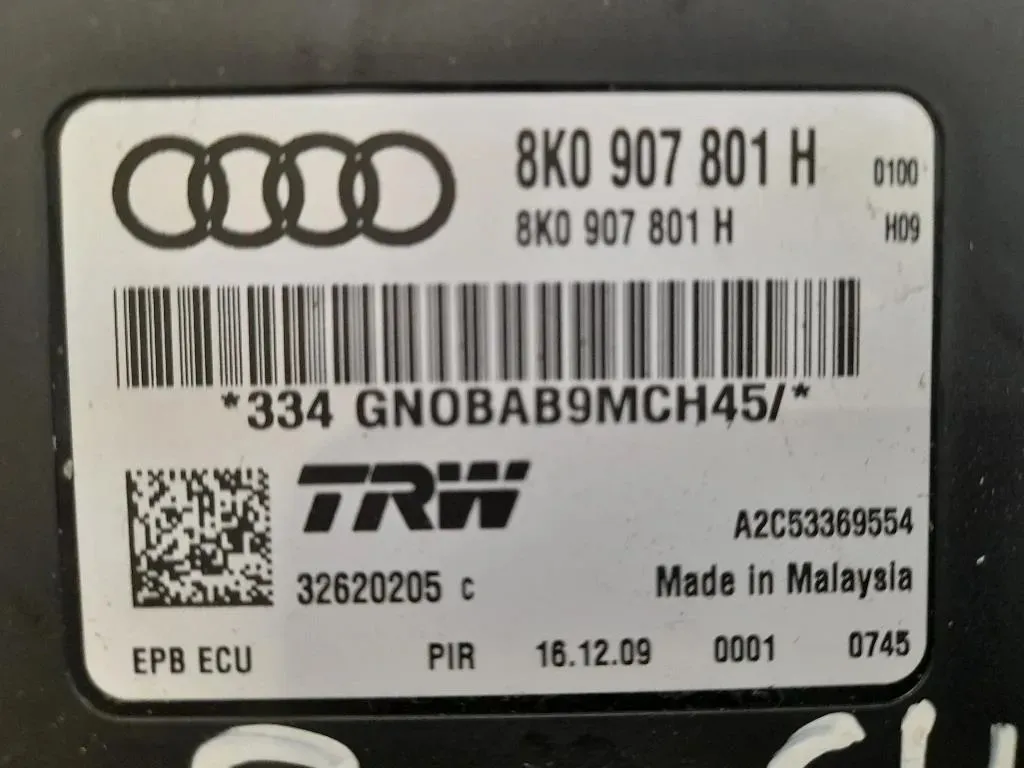 8K0 907 801 H 0100
8K0 907 801 H H09
*334 GNOBAB9MCH45/*
TRW
A2C53369554
32620205 c Made in Malaysia
EPB ECU PIR 16.12.09 0001 0745